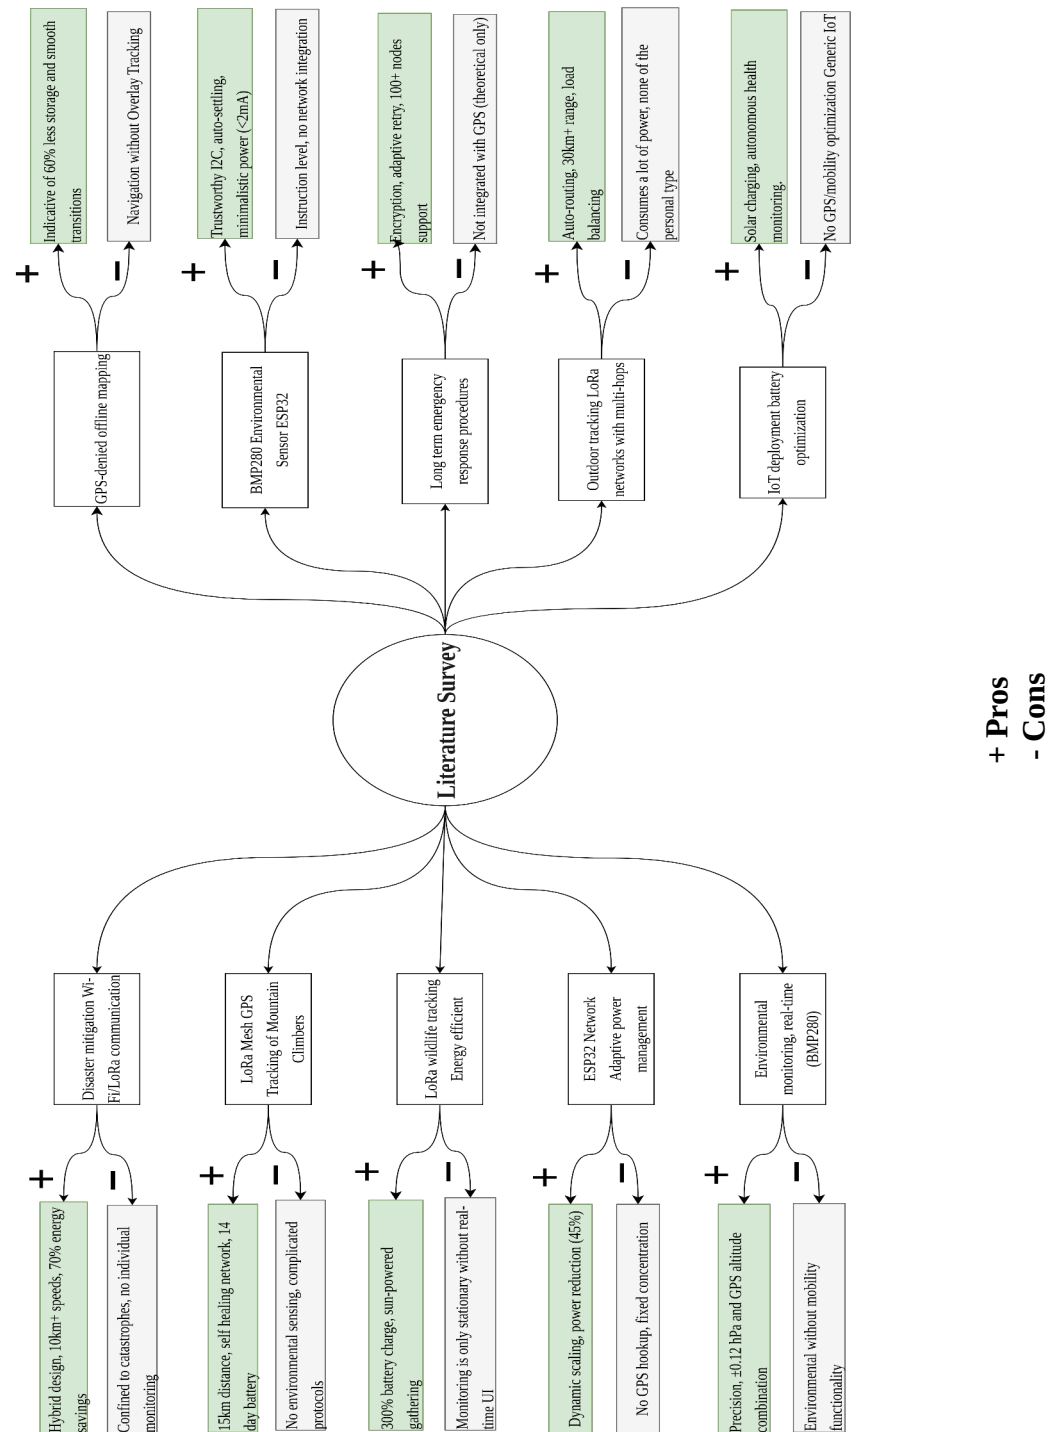 Literature Survey
Disaster mitigation Wi-
Fi/LoRa communication
Hybrid design, 10km+ speeds, 70% energy
savings
Confined to catastrophes, no individual
monitoring
LoRa Mesh GPS
Tracking of Mountain
Climbers
15km distance, self healing network, 14
day battery
No environmental sensing, complicated
protocols
LoRa wildlife tracking
Energy efficient
300% battery charge, sun-powered
gathering
Monitoring is only stationary without real-
time UI
ESP32 Network
Adaptive power
management
Dynamic scaling, power reduction (45%)
No GPS hookup, fixed concentration
Environmental
monitoring, real-time
(BMP280)
Precision, ±0.12 hPa and GPS altitude
combination
Environmental without mobility
functionality
GPS-denied offline mapping
Indicative of 60% less storage and smooth
transitions
Navigation without Overlay Tracking
BMP280 Environmental
Sensor ESP32
Trustworthy I2C, auto-settling,
minimalistic power (<2mA)
Instruction level, no network integration
Long term emergency
response procedures
Encryption, adaptive retry, 100+ nodes
support
Not integrated with GPS (theoretical only)
Outdoor tracking LoRa
networks with multi-hops
Auto-routing, 30km+ range, load
balancing
Consumes a lot of power, none of the
personal type
IoT deployment battery
optimization
Solar charging, autonomous health
monitoring.
No GPS/mobility optimization Generic IoT
+
-
+
-
+
-
+
-
+
-
+
-
+
-
+
-
+
-
+
-
+ Pros
- Cons